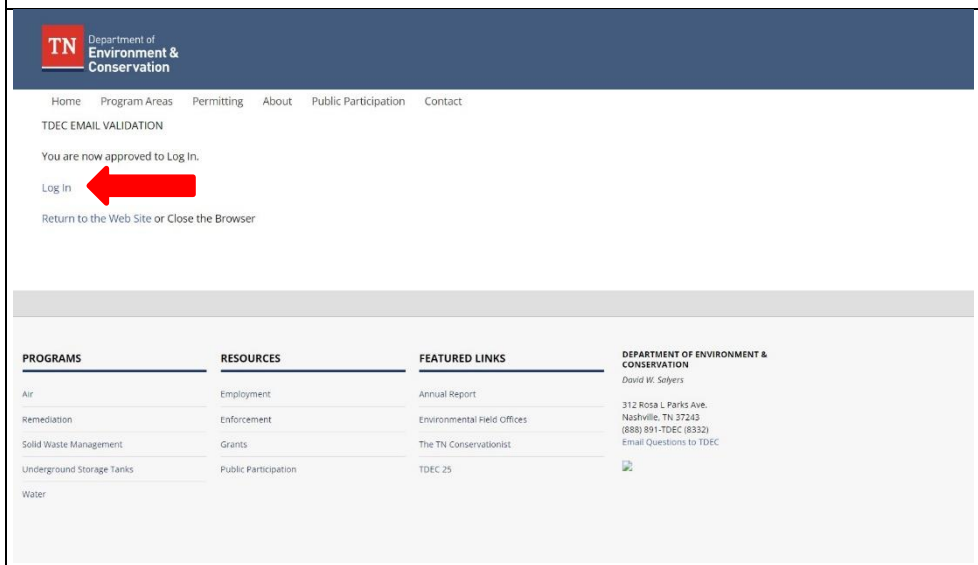 TN
Department of
Environment &
Conservation
Home Program Areas Permitting About Public Participation Contact
TDEC EMAIL VALIDATION
You are now approved to Log In.
Log In
Return to the Web Site or Close the Browser
PROGRAMS
Air
Remediation
Solid Waste Management
Underground Storage Tanks
Water
RESOURCES
Employment
Enforcement
Grants
Public Participation
FEATURED LINKS
Annual Report
Environmental Field Offices
The TN Conservationist
TDEC 25
DEPARTMENT OF ENVIRONMENT &
CONSERVATION
David W. Salyers
312 Rosa L Parks Ave.
Nashville, TN 37243
(888) 891-TDEC (8332)
Email Questions to TDEC